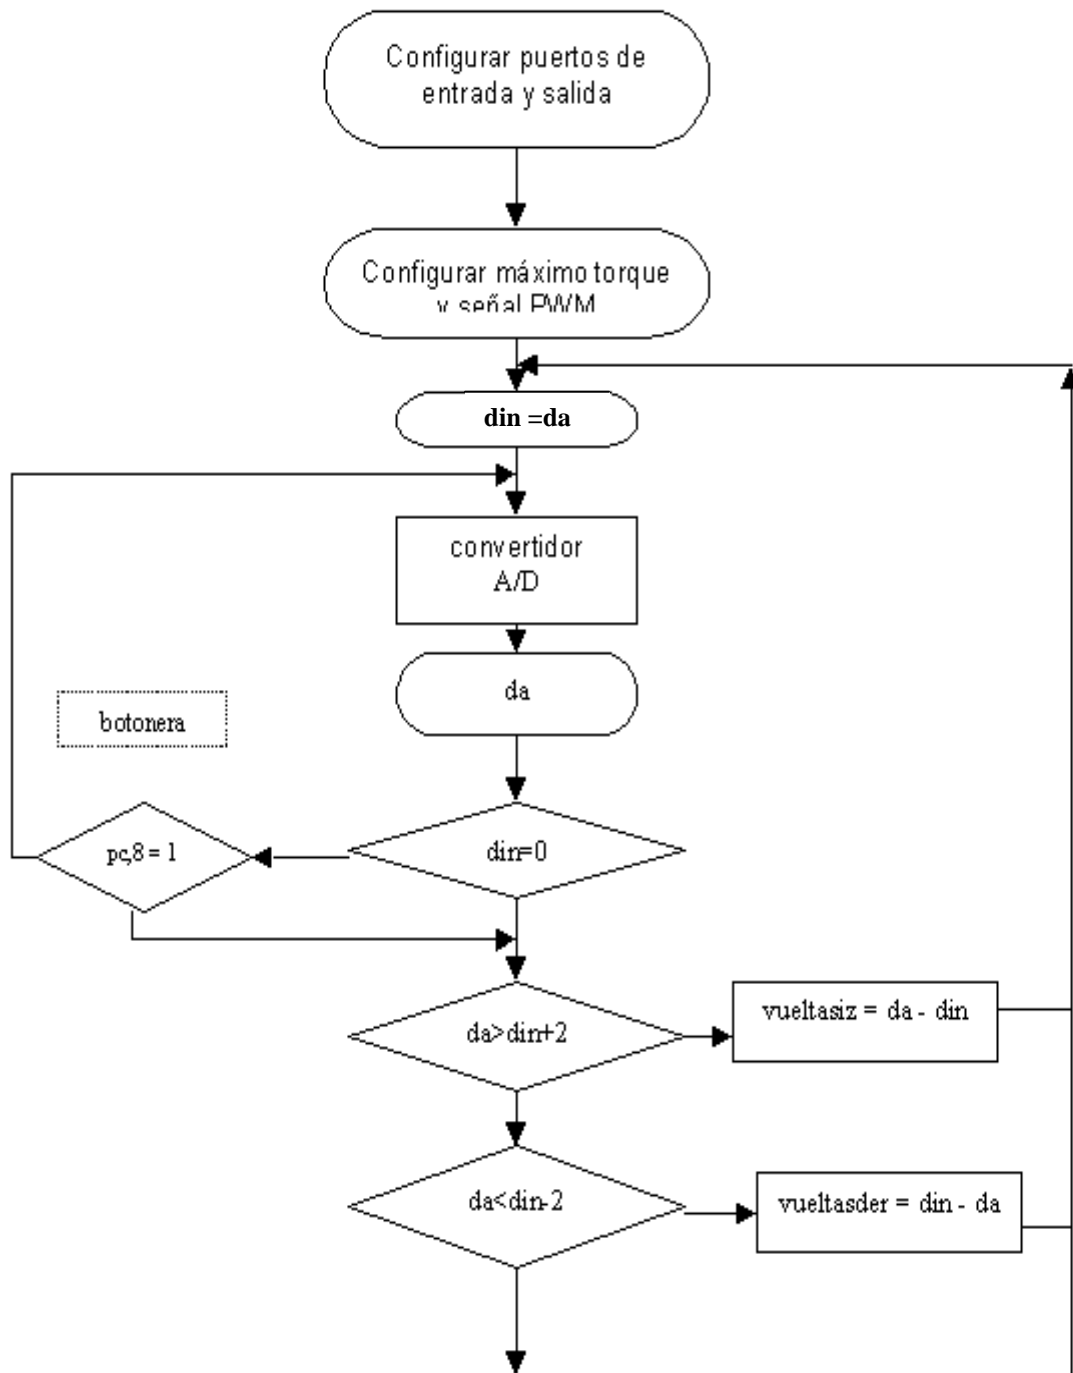 Configurar puertos de
entrada y salida
Configurar máximo torque
y señal PWM
din =da
convertidor
A/D
da
botonera
pc,8 = 1
din=0
da>din+2
vueltasiz = da - din
da<din-2
vueltasder = din - da